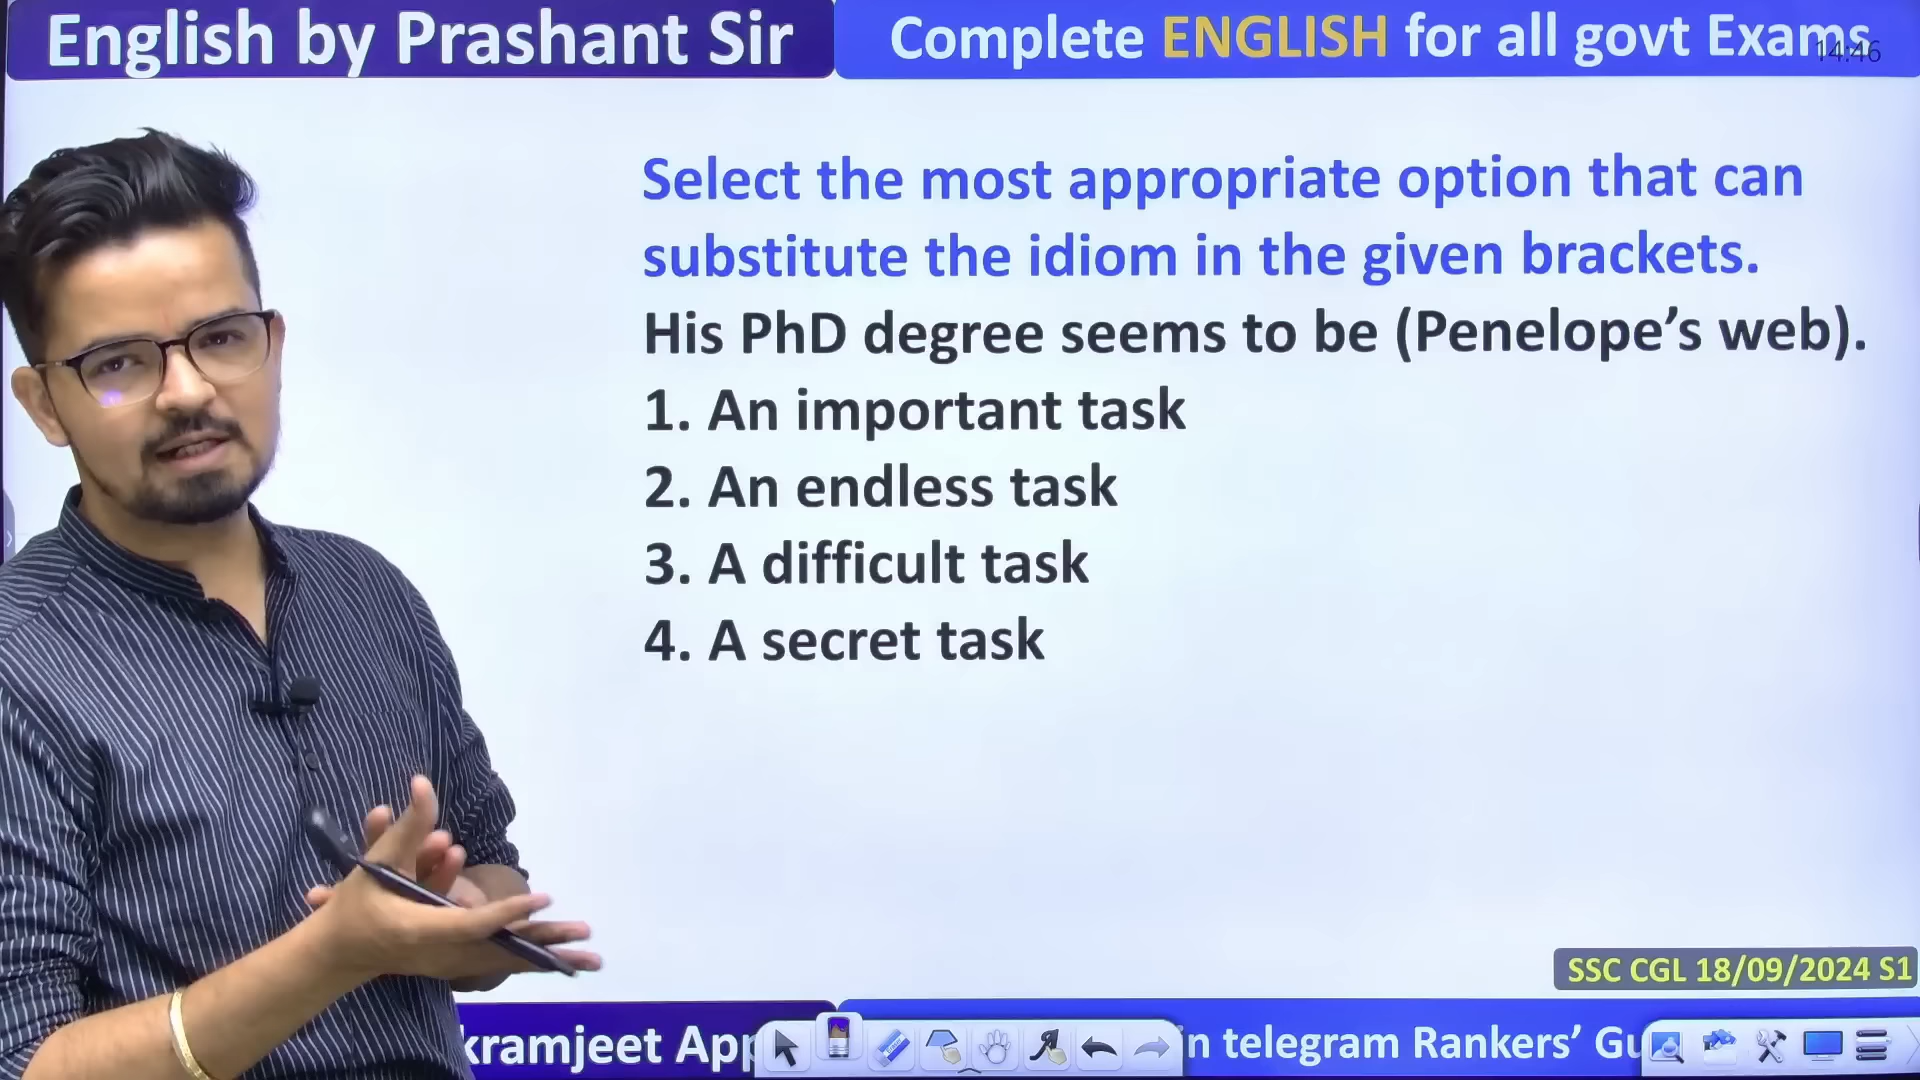 English by Prashant Sir
Complete ENGLISH for all govt Exams
14:46
Select the most appropriate option that can
substitute the idiom in the given brackets.
His PhD degree seems to be (Penelope’s web).
1. An important task
2. An endless task
3. A difficult task
4. A secret task
SSC CGL 18/09/2024 S1
kramjeet App
in telegram Rankers’ Gu